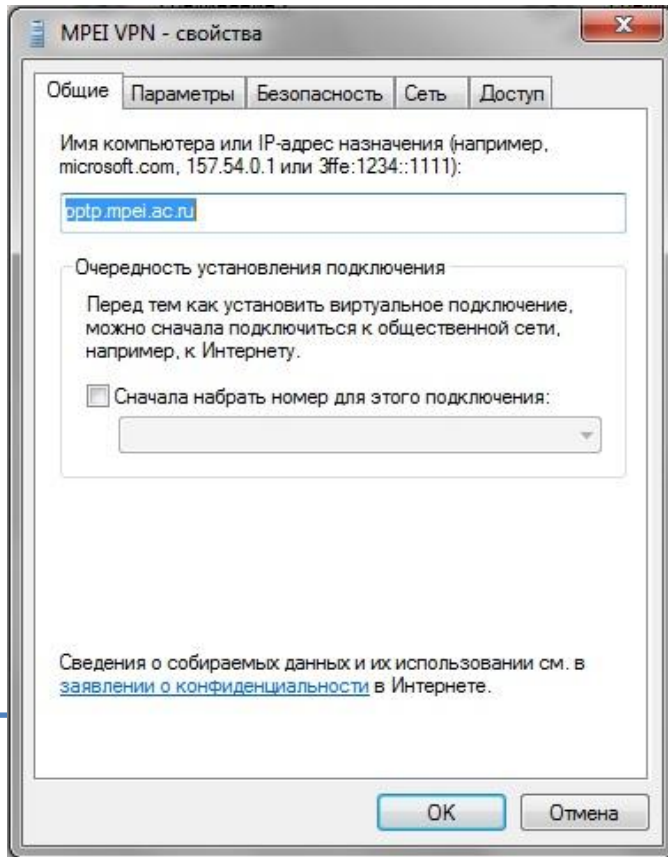 MPEI VPN - свойства
Общие Параметры Безопасность Сеть Доступ
Имя компьютера или IP-адрес назначения (например,
microsoft.com, 157.54.0.1 или 3ffe:1234::1111):
pptp.mpei.ac.ru
Очередность установления подключения
Перед тем как установить виртуальное подключение,
можно сначала подключиться к общественной сети,
например, к Интернету.
Сначала набрать номер для этого подключения:
Сведения о собираемых данных и их использовании см. в
заявлении о конфиденциальности в Интернете.
OK Отмена